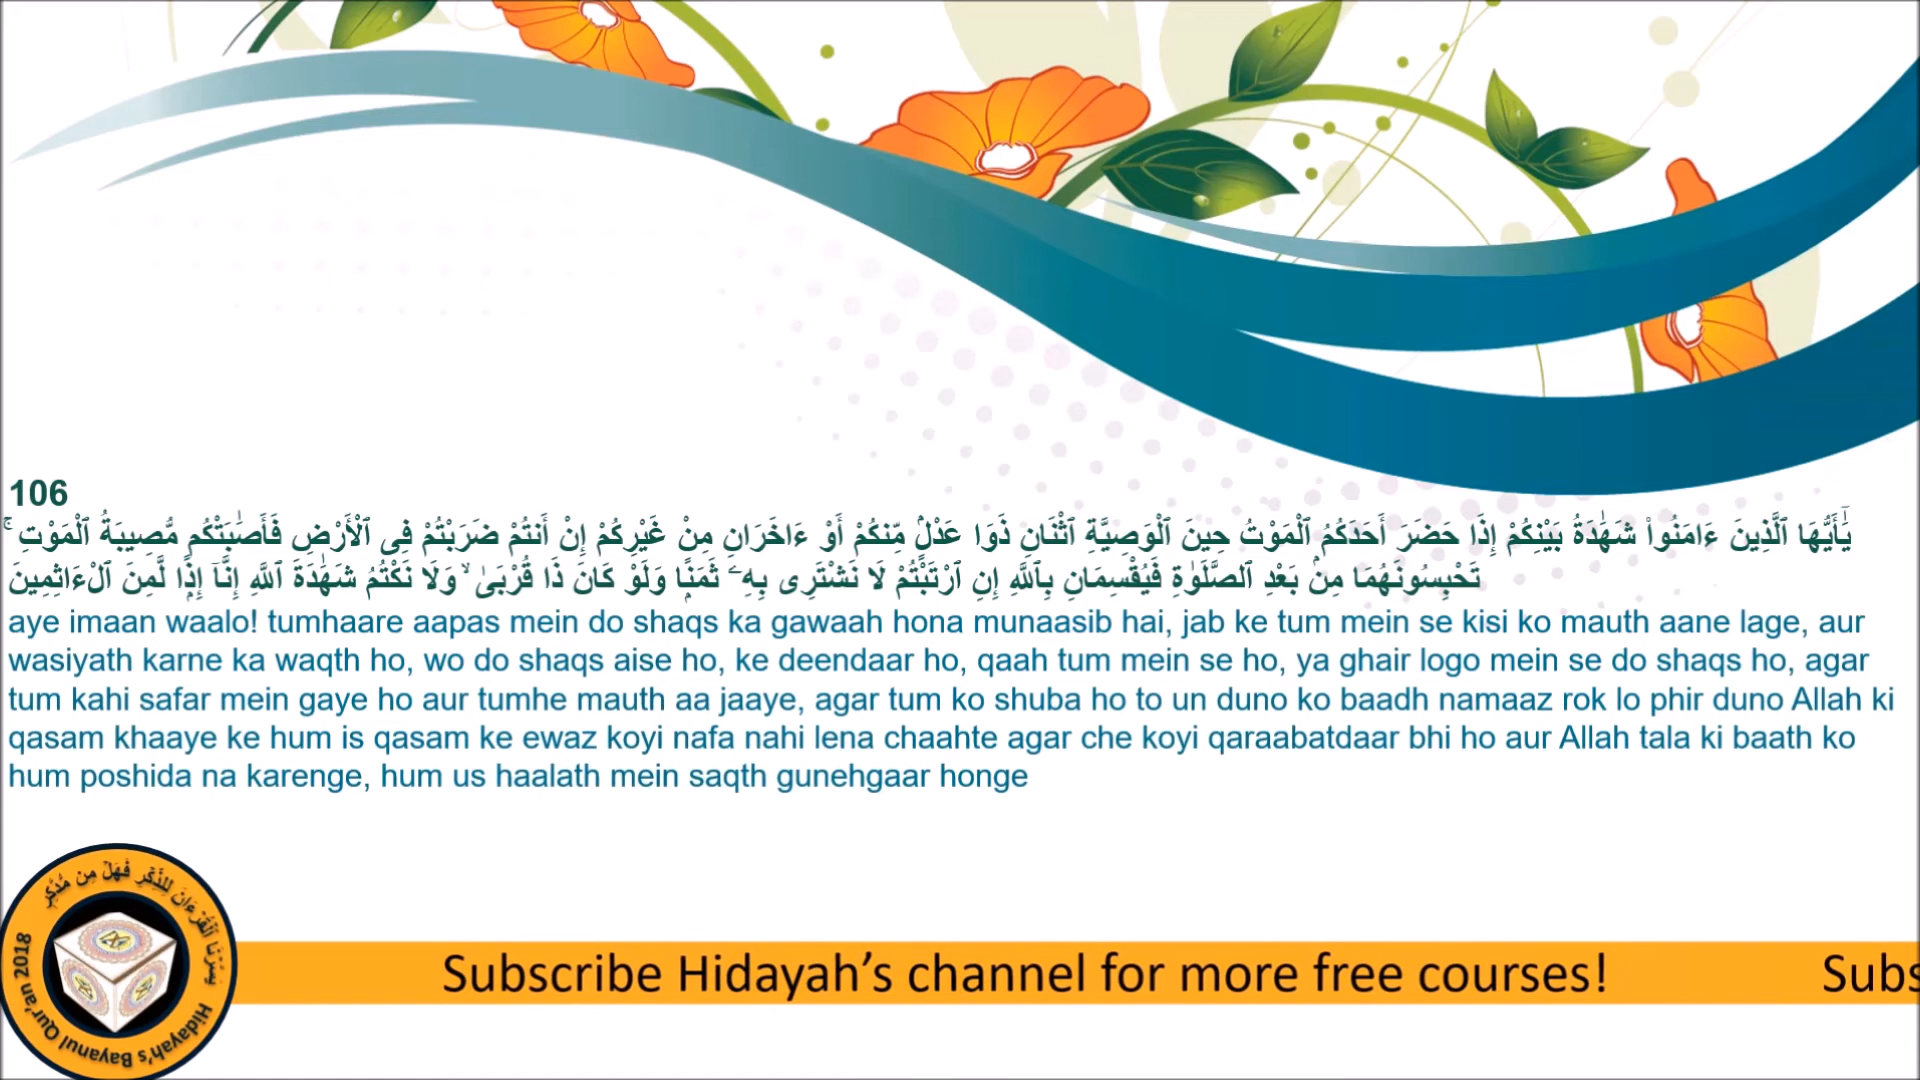 106
يَٰٓأَيُّهَا ٱلَّذِينَ ءَامَنُوا۟ شَهَٰدَةُ بَيْنِكُمْ إِذَا حَضَرَ أَحَدَكُمُ ٱلْمَوْتُ حِينَ ٱلْوَصِيَّةِ ٱثْنَانِ ذَوَا عَدْلٍۢ مِّنكُمْ أَوْ ءَاخَرَانِ مِنْ غَيْرِكُمْ إِنْ أَنتُمْ ضَرَبْتُمْ فِى ٱلْأَرْضِ فَأَصَٰبَتْكُم مُّصِيبَةُ ٱلْمَوْتِ ۚ
تَحْبِسُونَهُمَا مِنۢ بَعْدِ ٱلصَّلَوٰةِ فَيُقْسِمَانِ بِٱللَّهِ إِنِ ٱرْتَبْتُمْ لَا نَشْتَرِى بِهِۦ ثَمَنًۭا وَلَوْ كَانَ ذَا قُرْبَىٰ ۙ وَلَا نَكْتُمُ شَهَٰدَةَ ٱللَّهِ إِنَّآ إِذًۭا لَّمِنَ ٱلْءَاثِمِينَ
aye imaan waalo! tumhaare aapas mein do shaqs ka gawaah hona munaasib hai, jab ke tum mein se kisi ko mauth aane lage, aur
wasiyath karne ka waqth ho, wo do shaqs aise ho, ke deendaar ho, qaah tum mein se ho, ya ghair logo mein se do shaqs ho, agar
tum kahi safar mein gaye ho aur tumhe mauth aa jaaye, agar tum ko shuba ho to un duno ko baadh namaaz rok lo phir duno Allah ki
qasam khaaye ke hum is qasam ke ewaz koyi nafa nahi lena chaahte agar che koyi qaraabatdaar bhi ho aur Allah tala ki baath ko
hum poshida na karenge, hum us haalath mein saqth gunehgaar honge
يَسَّرْنَا ٱلْقُرْءَانَ لِلذِّكْرِ فَهَلْ مِن مُّدَّكِرٍ
Hidayah's Bayanul Qur'an 2018
Subscribe Hidayah's channel for more free courses! Subs